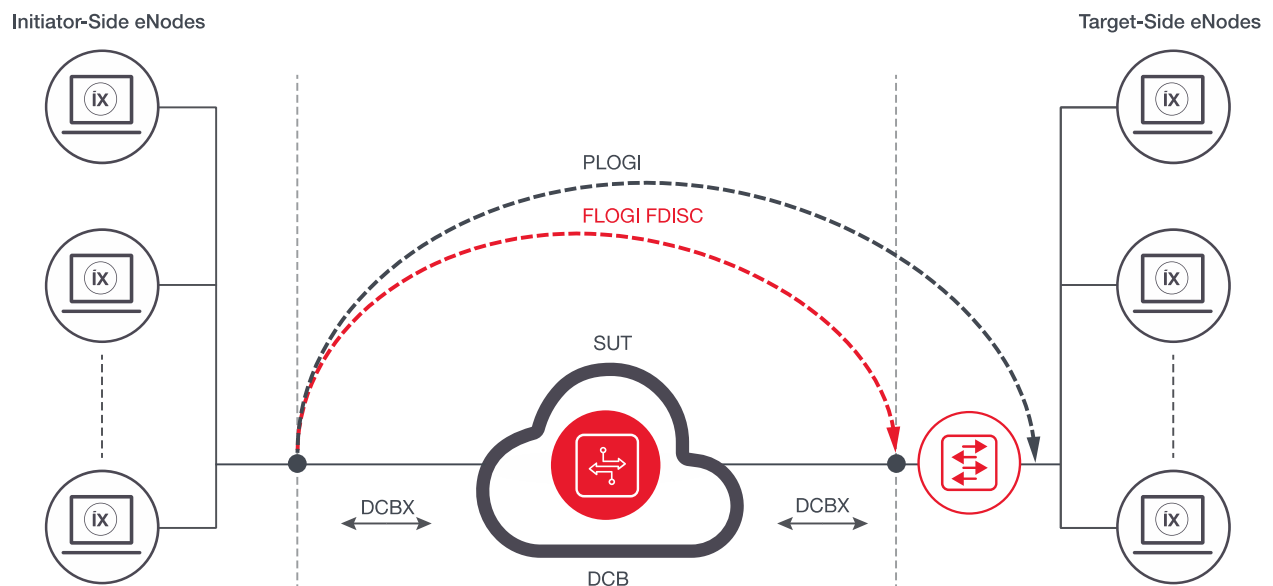 Initiator-Side eNodes
Target-Side eNodes
iX
iX
PLOGI
FLOGI FDISC
iX
iX
SUT
DCBX
DCBX
iX
iX
DCB